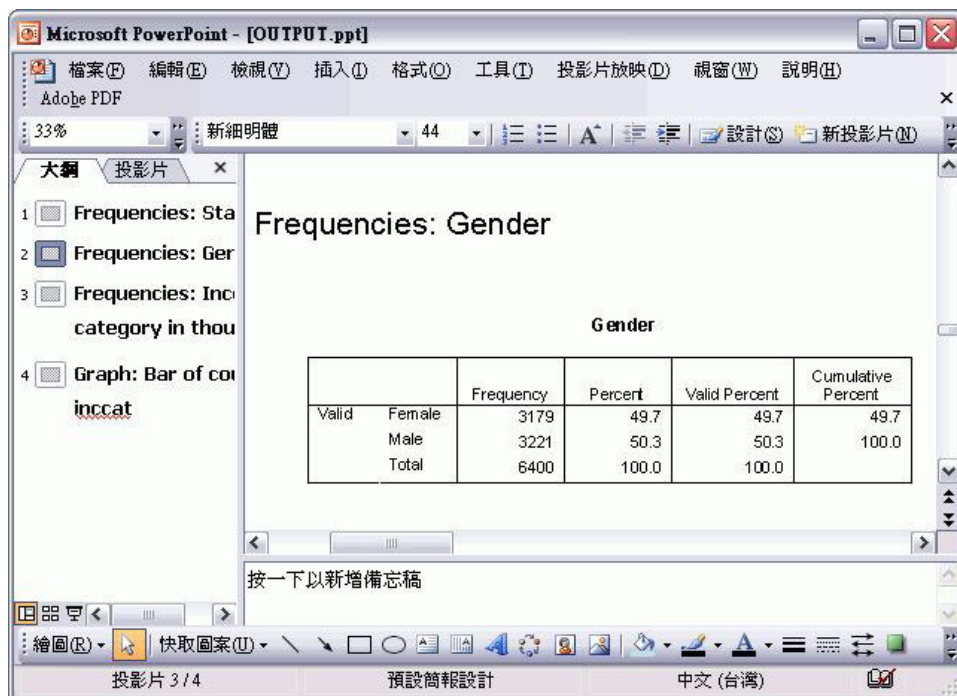 Microsoft PowerPoint - [OUTPUT.ppt]
檔案(F) 編輯(E) 檢視(V) 插入(I) 格式(O) 工具(T) 投影片放映(D) 視窗(W) 說明(H)
Adobe PDF
33% 新細明體 44 設計(S) 新投影片(N)
大綱 投影片
1 Frequencies: Sta
2 Frequencies: Ger
3 Frequencies: Inc
category in thou
4 Graph: Bar of cou
inccat
Frequencies: Gender
Gender
Frequency Percent Valid Percent Cumulative Percent
Valid Female 3179 49.7 49.7 49.7
Male 3221 50.3 50.3 100.0
Total 6400 100.0 100.0
按一下以新增備忘稿
繪圖(R) 快取圖案(U)
投影片 3 / 4 預設簡報設計 中文 (台灣)